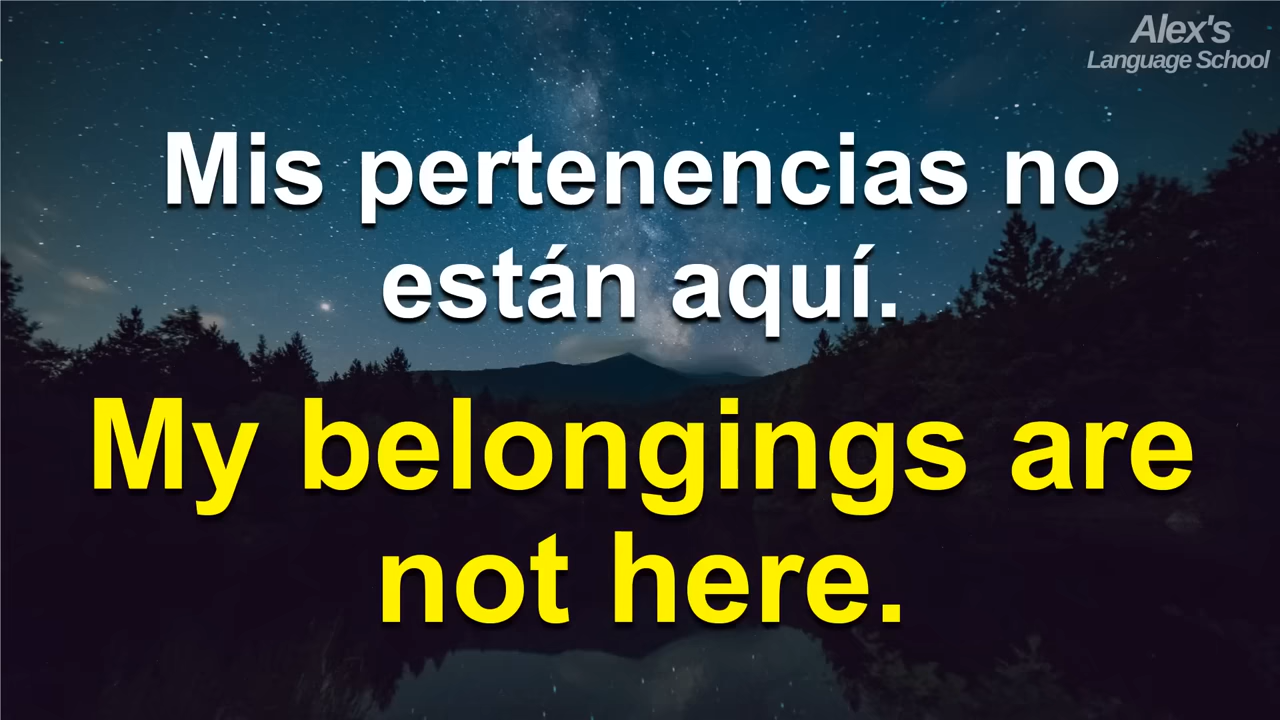 Alex's
Language School
Mis pertenencias no
están aquí.
My belongings are
not here.